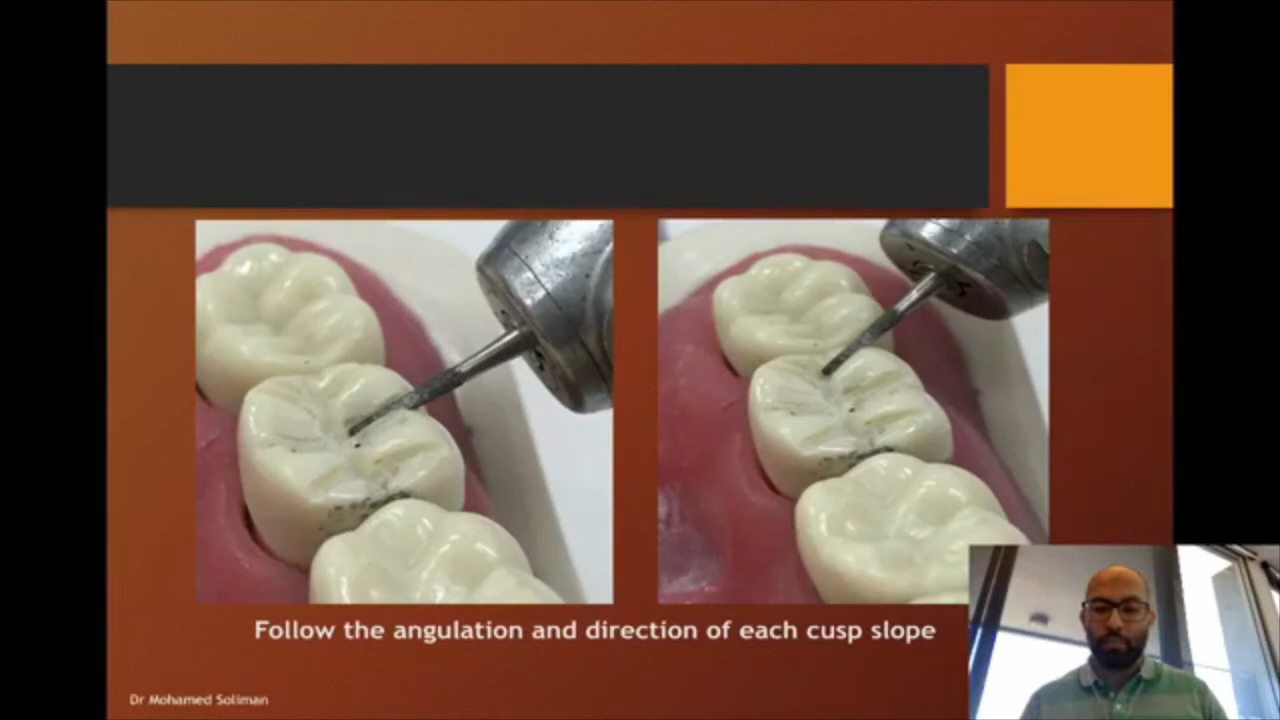 Follow the angulation and direction of each cusp slope
Dr Mohamed Soliman